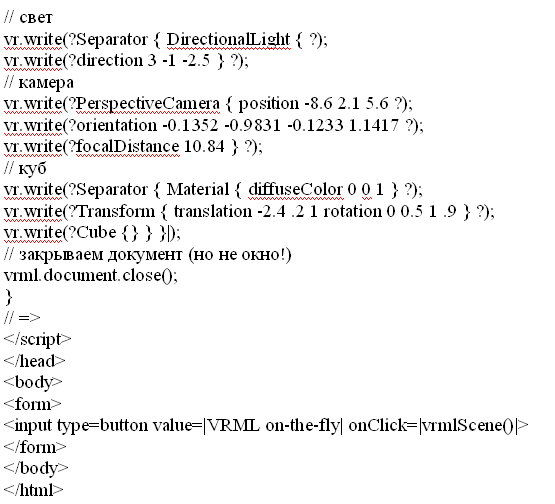 // свет
vr.write(?Separator { DirectionalLight { ?);
vr.write(?direction 3 -1 -2.5 } ?);
// камера
vr.write(?PerspectiveCamera { position -8.6 2.1 5.6 ?);
vr.write(?orientation -0.1352 -0.9831 -0.1233 1.1417 ?);
vr.write(?focalDistance 10.84 } ?);
// куб
vr.write(?Separator { Material { diffuseColor 0 0 1 } ?);
vr.write(?Transform { translation -2.4 .2 1 rotation 0 0.5 1 .9 } ?);
vr.write(?Cube {} } }|);
// закрываем документ (но не окно!)
vrml.document.close();
}
// =>
</script>
</head>
<body>
<form>
<input type=button value=|VRML on-the-fly| onClick=|vrmlScene()|>
</form>
</body>
</html>